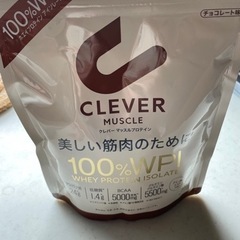 100%WPI
チョコレート味
CLEVER
MUSCLE
クレバー マッスルプロテイン
美しい筋肉のために
100%WPI
WHEY PROTEIN ISOLATE
BCAA
1.4g
5000mg
5500mg